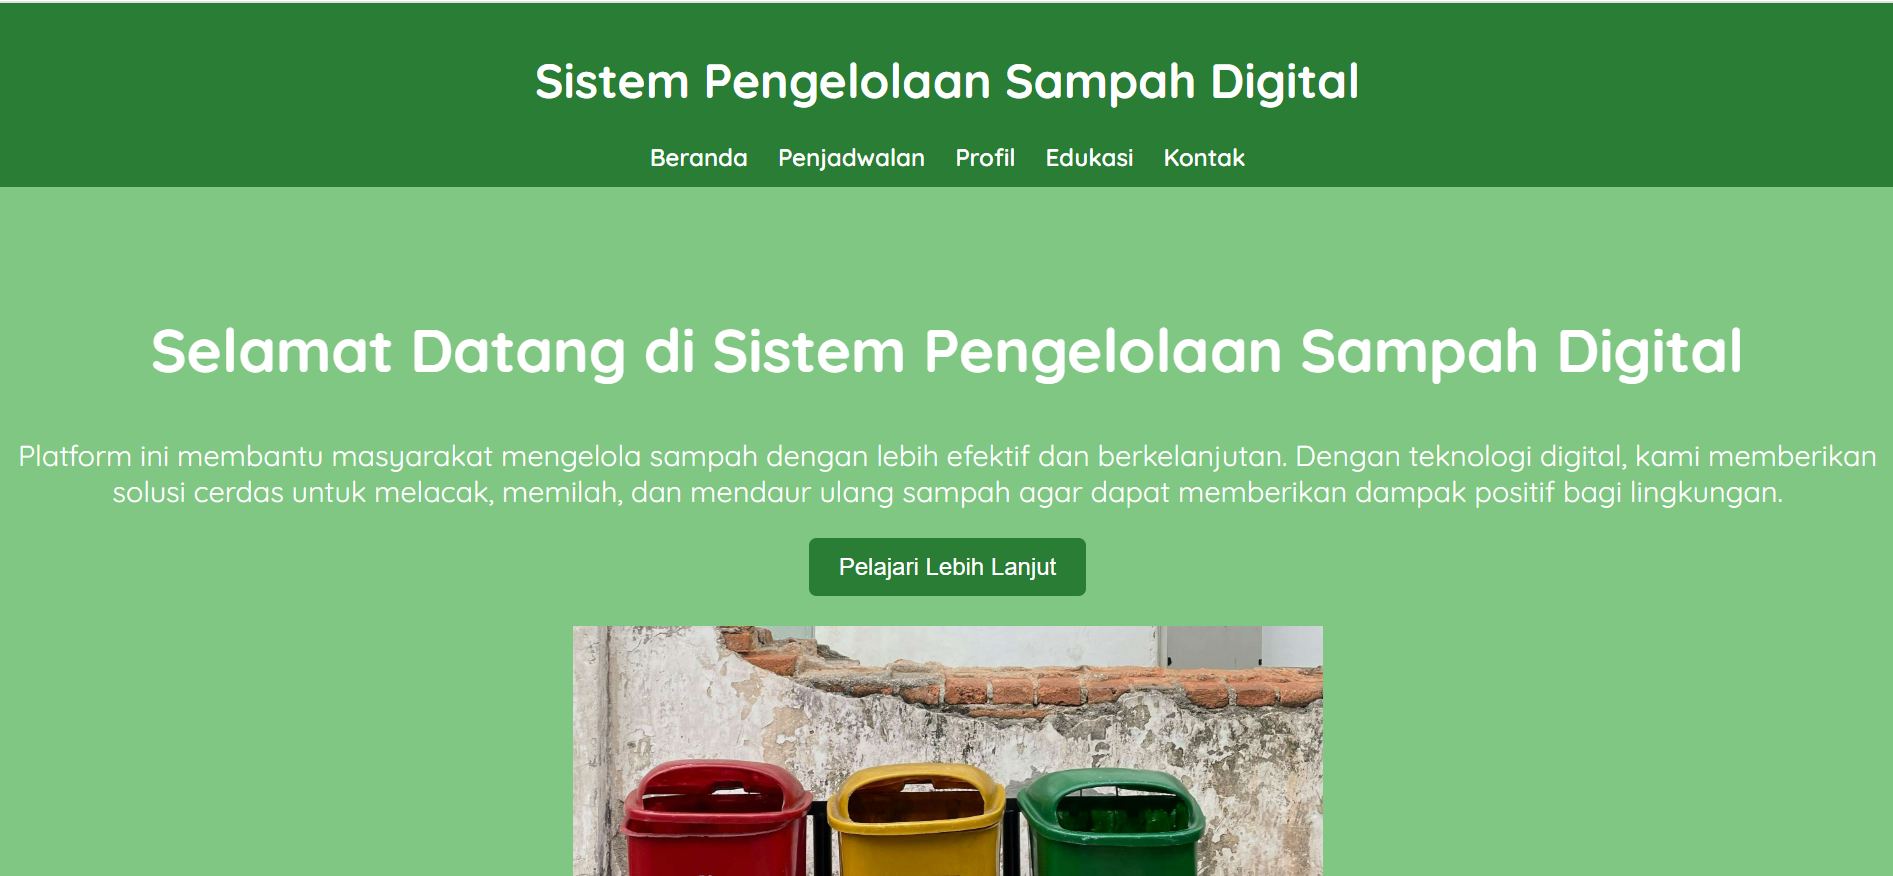 Sistem Pengelolaan Sampah Digital
Beranda Penjadwalan Profil Edukasi Kontak
Selamat Datang di Sistem Pengelolaan Sampah Digital
Platform ini membantu masyarakat mengelola sampah dengan lebih efektif dan berkelanjutan. Dengan teknologi digital, kami memberikan
solusi cerdas untuk melacak, memilah, dan mendaur ulang sampah agar dapat memberikan dampak positif bagi lingkungan.
Pelajari Lebih Lanjut